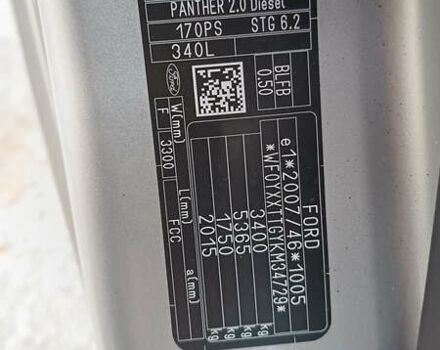 PANTHER 2.0 Diesel
170PS STG 6.2
340L
BLFB
0.50
Ford
W(mm) L(mm) a(mm)
F 3300 FCC
FORD
e1*2007/46*1005
*WF0YXXTTGYKM34729*
3400 kg
5365 kg
1750 kg
2015 kg